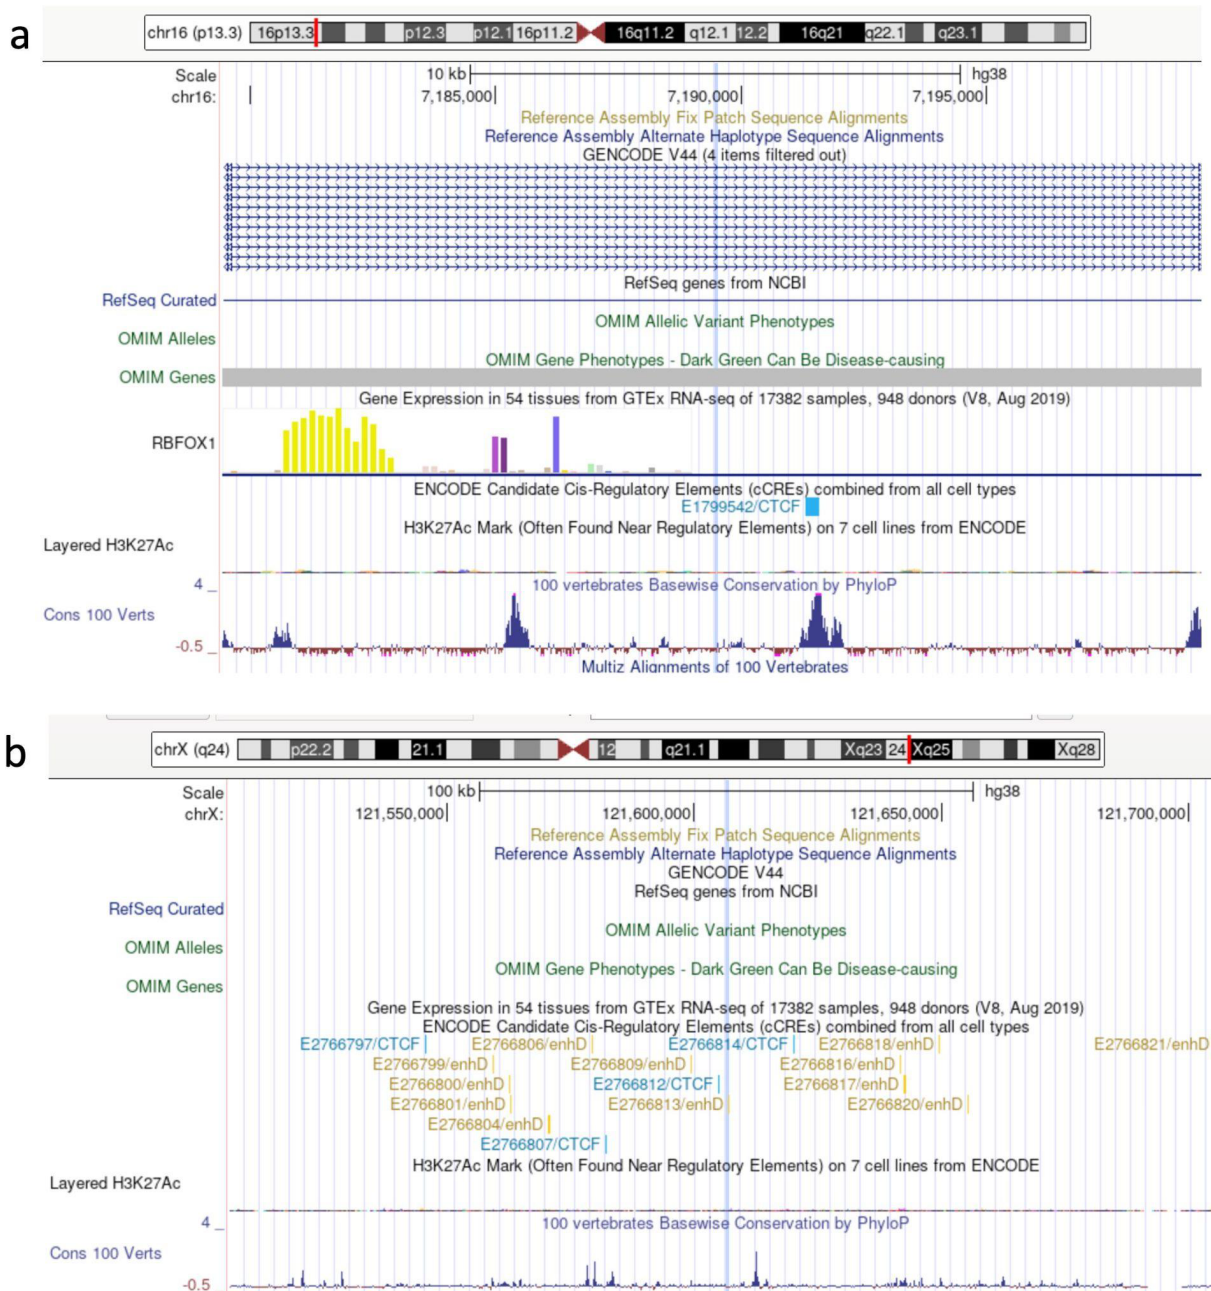 a
chr16 (p13.3) 16p13.3 p12.3 p12.1 16p11.2 16q11.2 q12.1 12.2 16q21 q22.1 q23.1
Scale 10 kb hg38
chr16: 7,185,000 7,190,000 7,195,000
Reference Assembly Fix Patch Sequence Alignments
Reference Assembly Alternate Haplotype Sequence Alignments
GENCODE V44 (4 items filtered out)
RefSeq genes from NCBI
RefSeq Curated
OMIM Allelic Variant Phenotypes
OMIM Alleles
OMIM Gene Phenotypes - Dark Green Can Be Disease-causing
OMIM Genes
Gene Expression in 54 tissues from GTEx RNA-seq of 17382 samples, 948 donors (V8, Aug 2019)
RBFOX1
ENCODE Candidate Cis-Regulatory Elements (cCREs) combined from all cell types
E1799542/CTCF
H3K27Ac Mark (Often Found Near Regulatory Elements) on 7 cell lines from ENCODE
Layered H3K27Ac
4 _ 100 vertebrates Basewise Conservation by PhyloP
Cons 100 Verts
-0.5 _
Multiz Alignments of 100 Vertebrates
b
chrX (q24) p22.2 21.1 12 q21.1 Xq23 24 Xq25 Xq28
Scale 100 kb hg38
chrX: 121,550,000 121,600,000 121,650,000 121,700,000
Reference Assembly Fix Patch Sequence Alignments
Reference Assembly Alternate Haplotype Sequence Alignments
GENCODE V44
RefSeq genes from NCBI
RefSeq Curated
OMIM Allelic Variant Phenotypes
OMIM Alleles
OMIM Gene Phenotypes - Dark Green Can Be Disease-causing
OMIM Genes
Gene Expression in 54 tissues from GTEx RNA-seq of 17382 samples, 948 donors (V8, Aug 2019)
ENCODE Candidate Cis-Regulatory Elements (cCREs) combined from all cell types
E2766797/CTCF E2766806/enhD E2766814/CTCF E2766818/enhD E2766821/enhD
E2766799/enhD E2766809/enhD E2766816/enhD
E2766800/enhD E2766812/CTCF E2766817/enhD
E2766801/enhD E2766813/enhD E2766820/enhD
E2766804/enhD
E2766807/CTCF
H3K27Ac Mark (Often Found Near Regulatory Elements) on 7 cell lines from ENCODE
Layered H3K27Ac
4 _ 100 vertebrates Basewise Conservation by PhyloP
Cons 100 Verts
-0.5 _